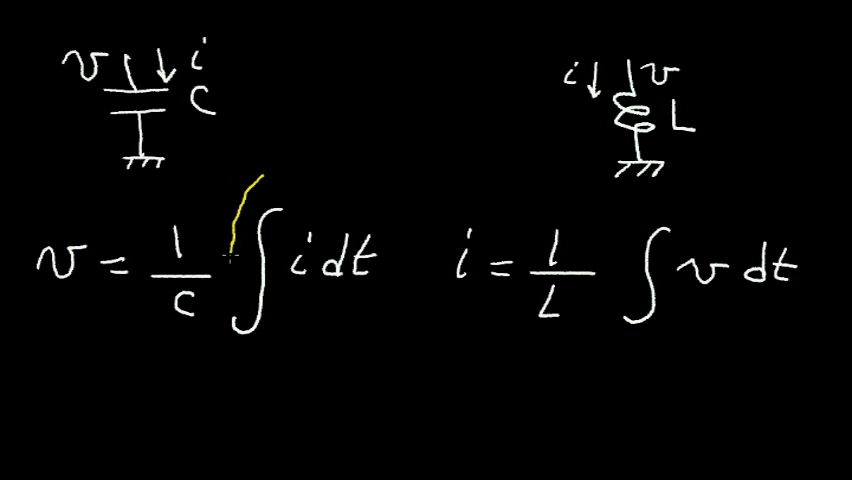 v i
C
i v
L
v = 1/c ∫ i dt
i = 1/L ∫ v dt